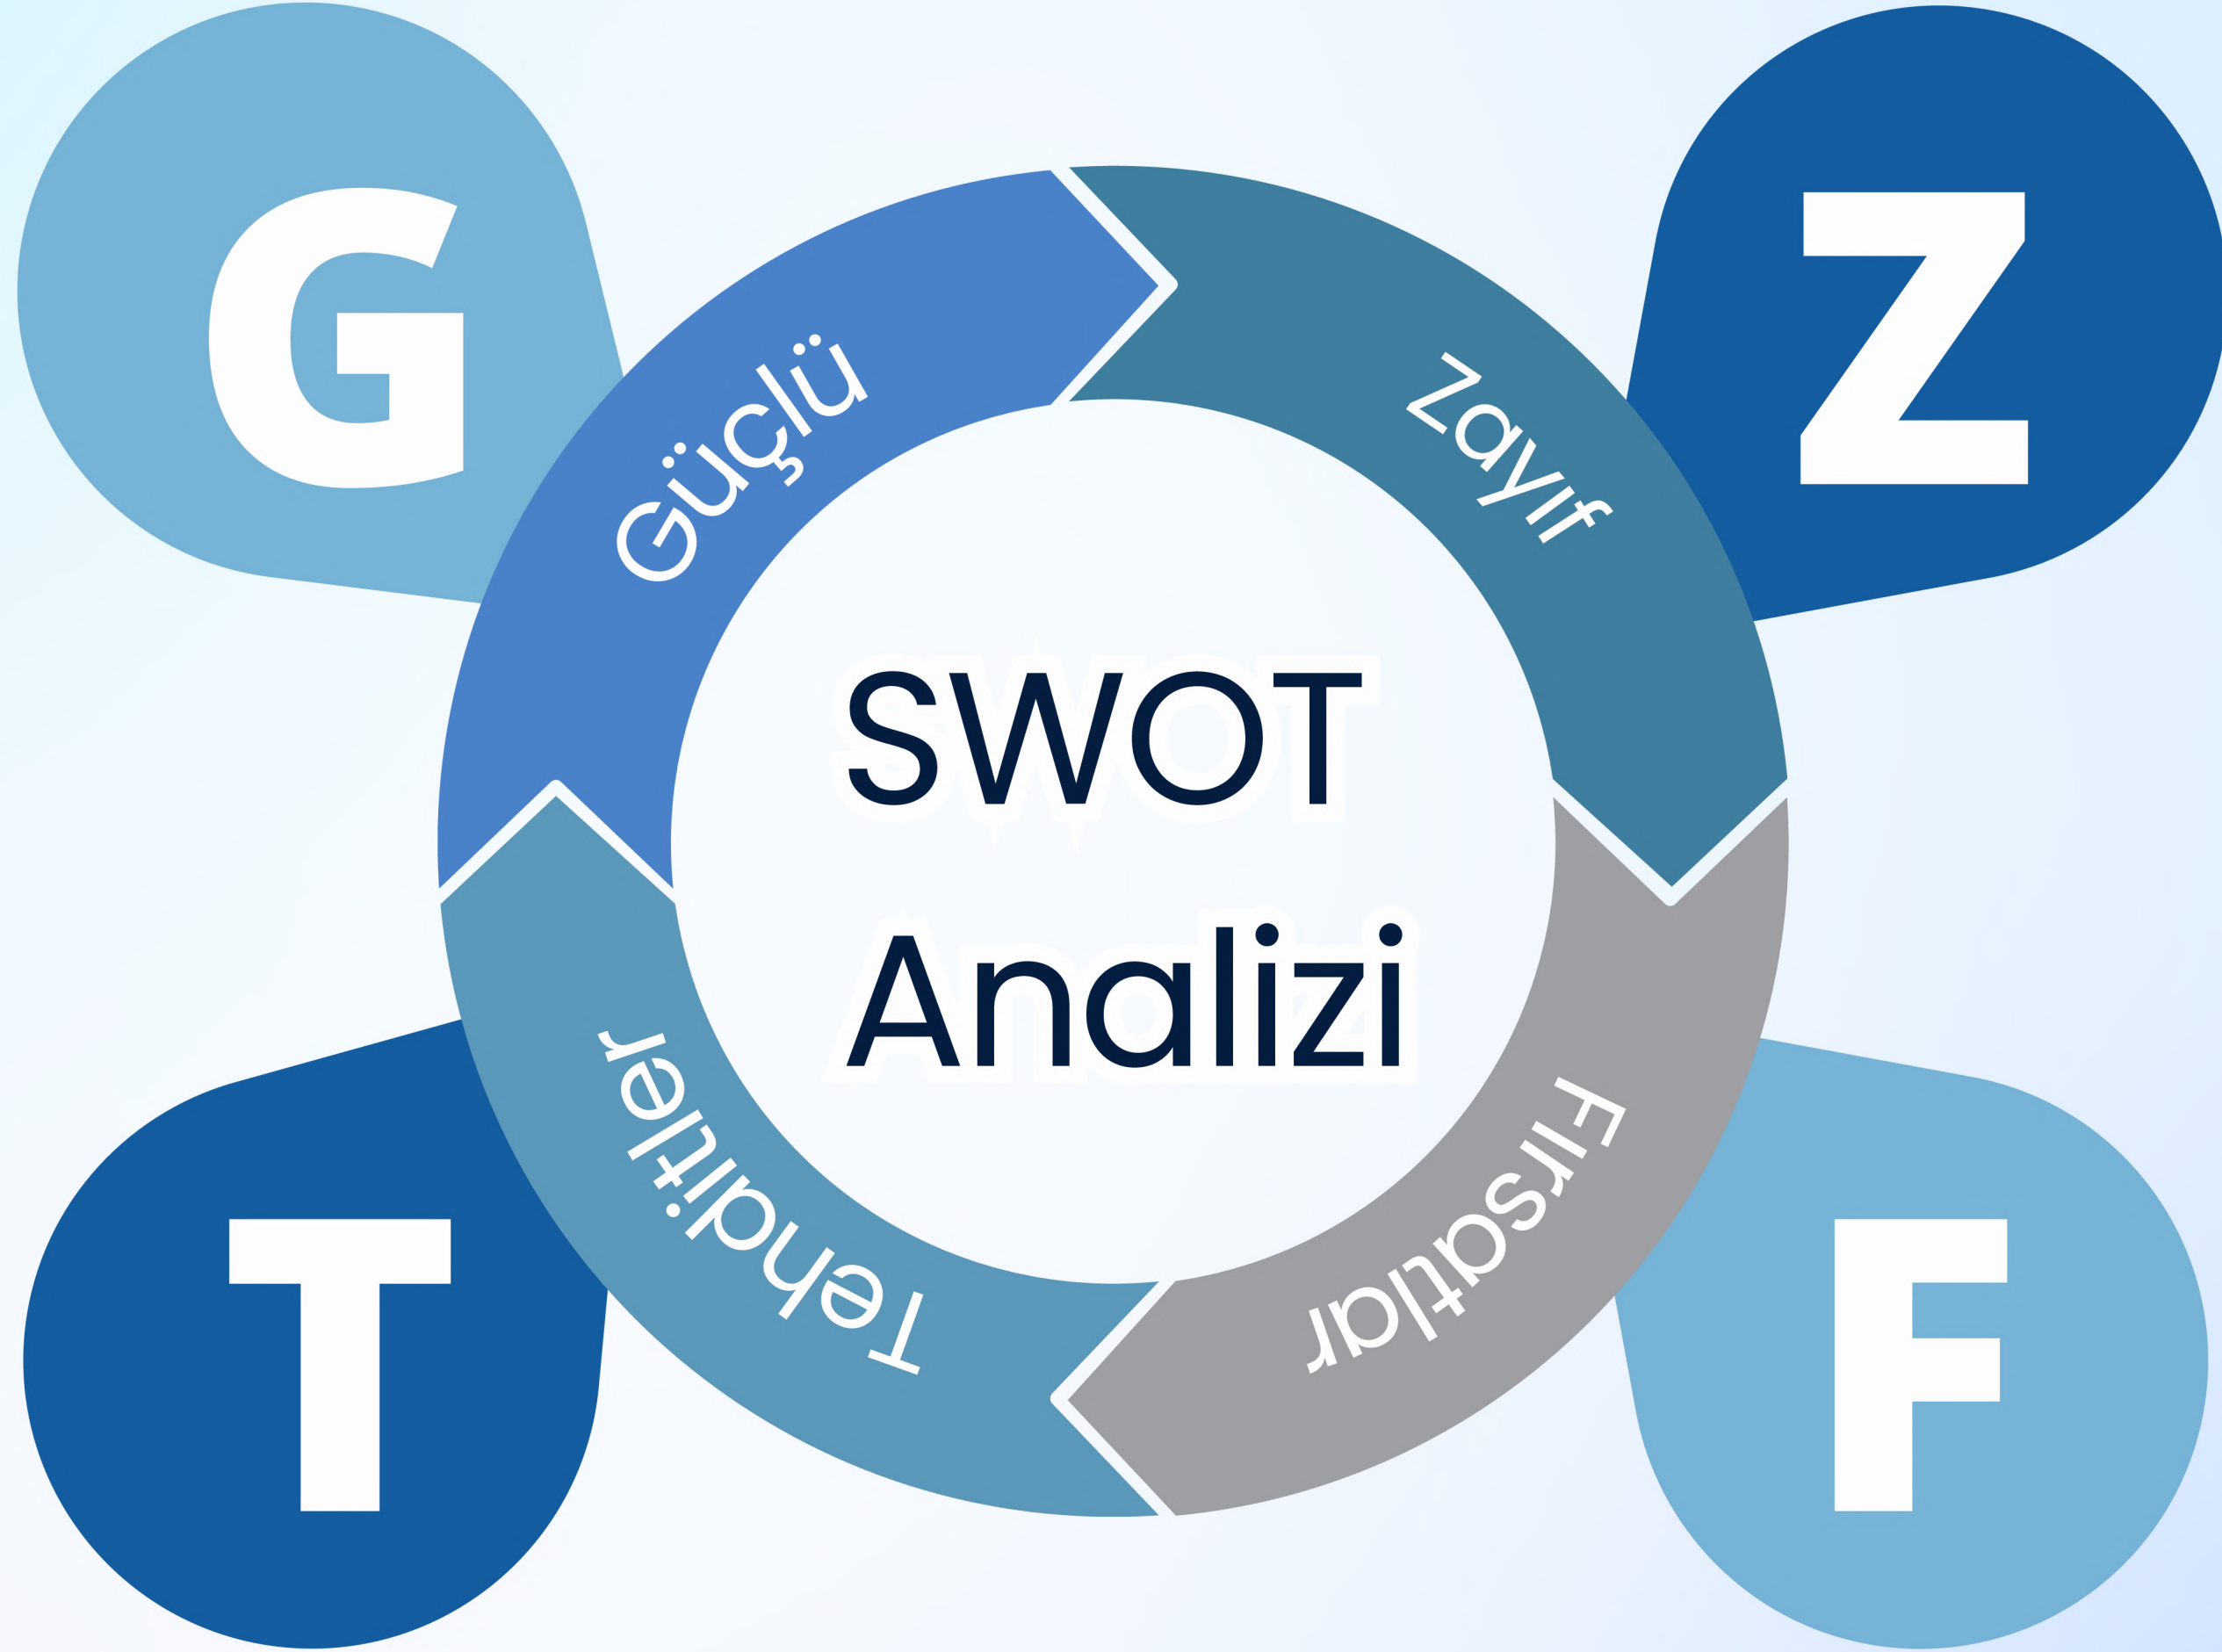 G
Z
Güçlü
Zayıf
SWOT
Analizi
Tehditler
Fırsatlar
T
F